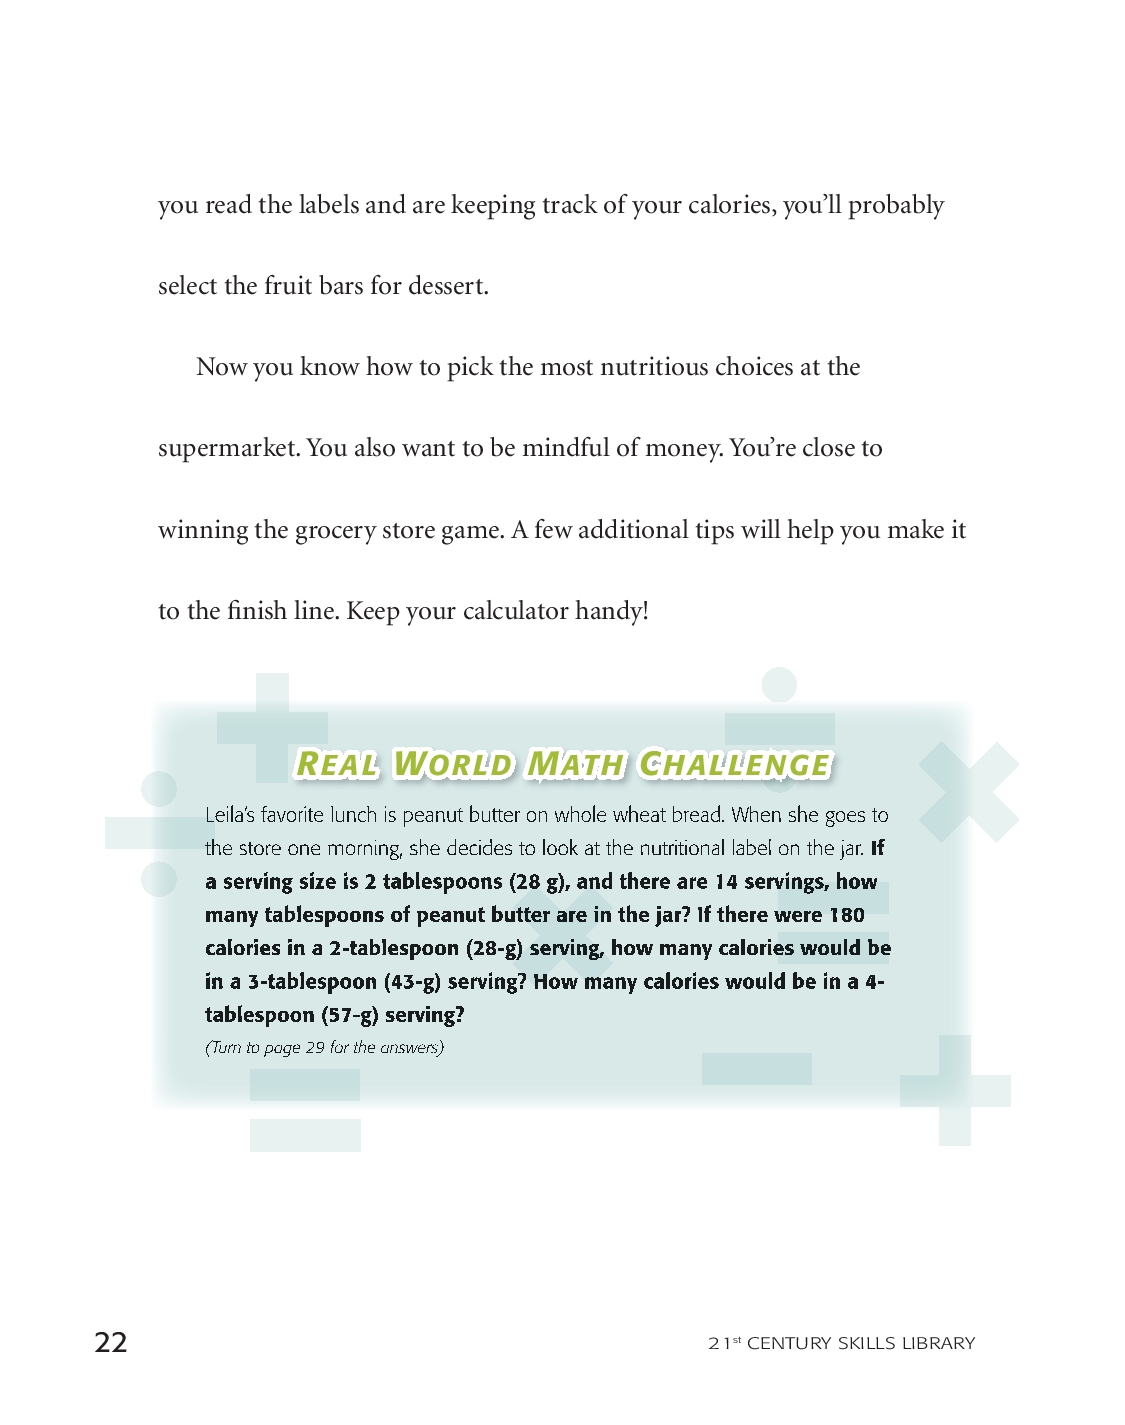 you read the labels and are keeping track of your calories, you’ll probably
select the fruit bars for dessert.
Now you know how to pick the most nutritious choices at the
supermarket. You also want to be mindful of money. You’re close to
winning the grocery store game. A few additional tips will help you make it
to the finish line. Keep your calculator handy!
REAL WORLD MATH CHALLENGE
Leila’s favorite lunch is peanut butter on whole wheat bread. When she goes to
the store one morning, she decides to look at the nutritional label on the jar. If
a serving size is 2 tablespoons (28 g), and there are 14 servings, how
many tablespoons of peanut butter are in the jar? If there were 180
calories in a 2-tablespoon (28-g) serving, how many calories would be
in a 3-tablespoon (43-g) serving? How many calories would be in a 4-
tablespoon (57-g) serving?
(Turn to page 29 for the answers)
22
21st CENTURY SKILLS LIBRARY